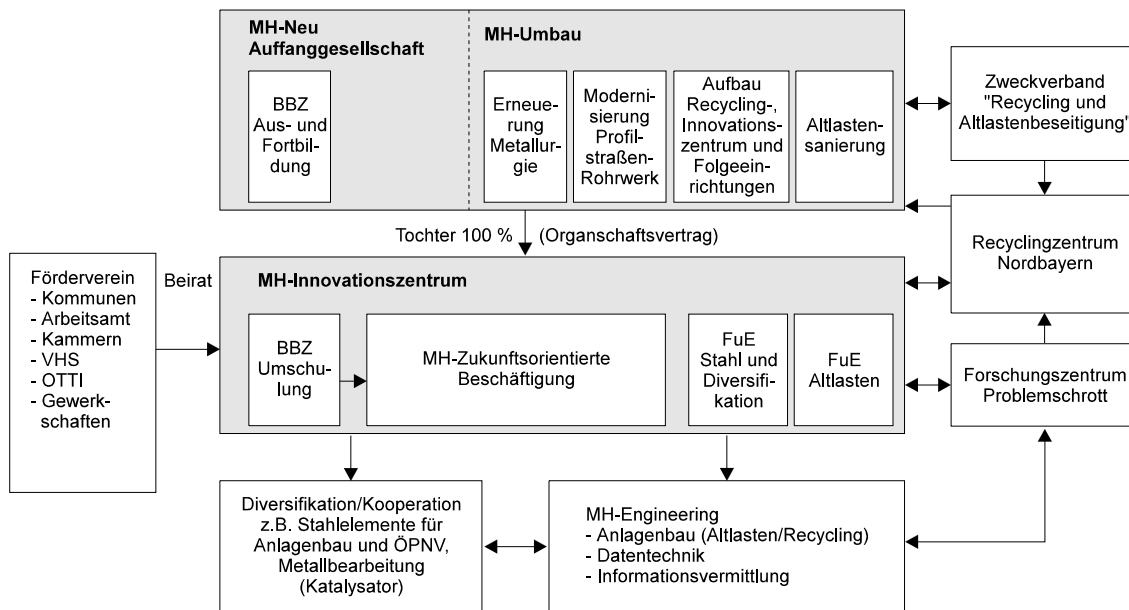 MH-Neu
Auffanggesellschaft
MH-Umbau
BBZ
Aus- und
Fortbil-
dung
Erneue-
rung
Metallur-
gie
Moderni-
sierung
Profil-
straßen-
Rohrwerk
Aufbau
Recycling-,
Innovations-
zentrum und
Folgeein-
richtungen
Altlasten-
sanierung
Zweckverband
"Recycling und
Altlastenbeseitigung"
Tochter 100 % (Organschaftsvertrag)
Recyclingzentrum
Nordbayern
Förderverein
- Kommunen
- Arbeitsamt
- Kammern
- VHS
- OTTI
- Gewerk-
schaften
Beirat
MH-Innovationszentrum
BBZ
Umschu-
lung
MH-Zukunftsorientierte
Beschäftigung
FuE
Stahl und
Diversifi-
kation
FuE
Altlasten
Forschungszentrum
Problemschrott
Diversifikation/Kooperation
z.B. Stahlelemente für
Anlagenbau und ÖPNV,
Metallbearbeitung
(Katalysator)
MH-Engineering
- Anlagenbau (Altlasten/Recycling)
- Datentechnik
- Informationsvermittlung